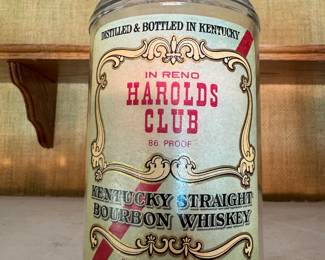 DISTILLED & BOTTLED IN KENTUCKY
IN RENO
HAROLDS
CLUB
86 PROOF
KENTUCKY STRAIGHT
BOURBON WHISKEY